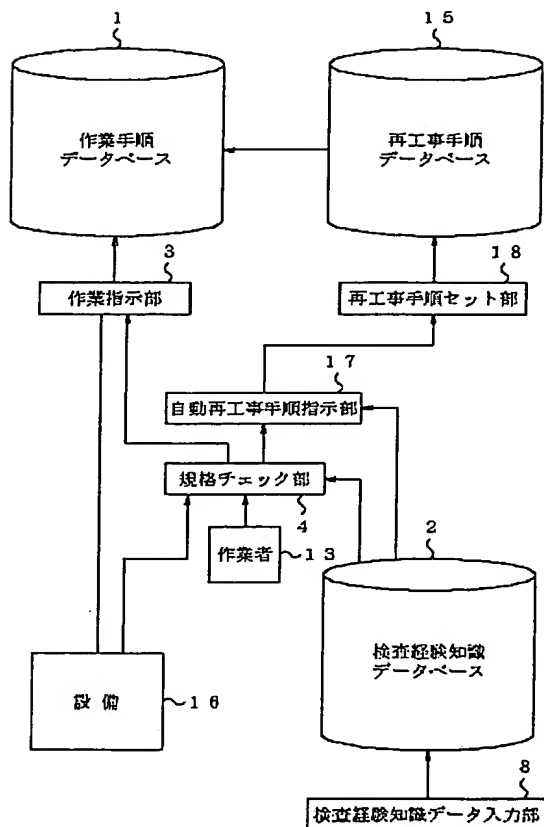 1
15
作業手順
データベース
再工事手順
データベース
3
作業指示部
18
再工事手順セット部
17
自動再工事手順指示部
規格チェック部
4
作業者
13
2
検査経験知識
データベース
設備
16
8
検査経験知識データ入力部